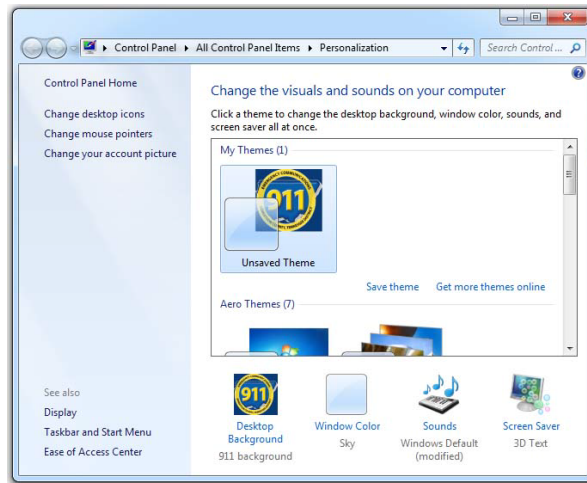 Control Panel ▸ All Control Panel Items ▸ Personalization
Search Control ...
Control Panel Home
Change desktop icons
Change mouse pointers
Change your account picture
Change the visuals and sounds on your computer
Click a theme to change the desktop background, window color, sounds, and
screen saver all at once.
My Themes (1)
911
Unsaved Theme
Save theme Get more themes online
Aero Themes (7)
See also
Display
Taskbar and Start Menu
Ease of Access Center
911
Desktop
Background
911 background
Window Color
Sky
Sounds
Windows Default
(modified)
Screen Saver
3D Text